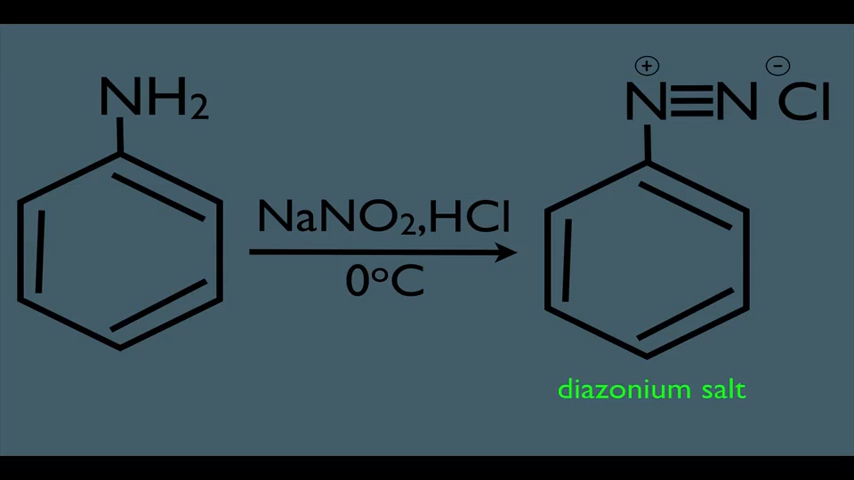 NH₂
NaNO₂,HCl
0°C
⊕ ⊖
N≡N Cl
diazonium salt